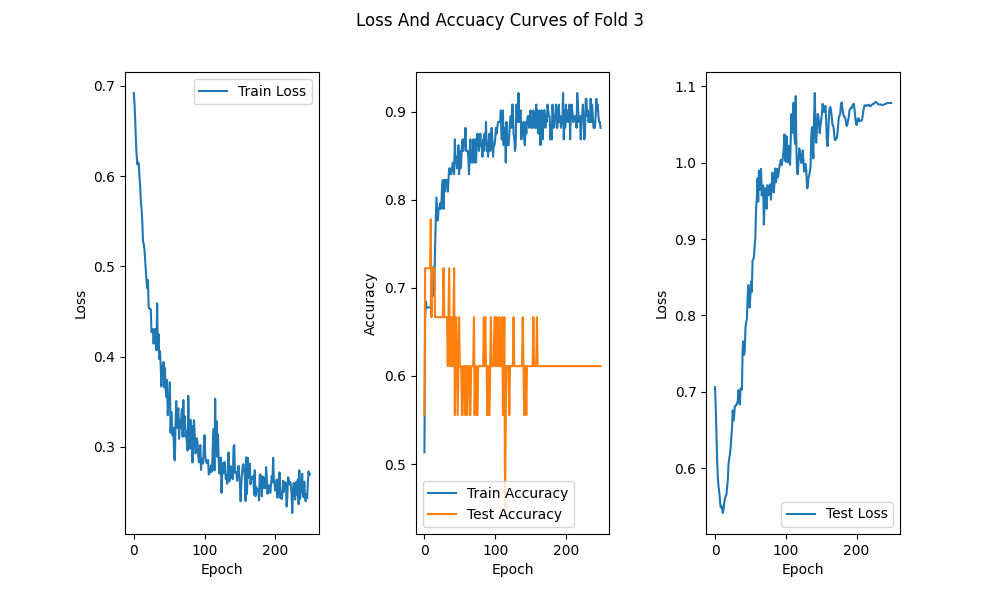 Loss And Accuacy Curves of Fold 3
Train Loss
0.7
0.6
0.5
0.4
0.3
Loss
0 100 200
Epoch
0.9
0.8
0.7
0.6
0.5
Accuracy
Train Accuracy
Test Accuracy
0 100 200
Epoch
1.1
1.0
0.9
0.8
0.7
0.6
Loss
Test Loss
0 100 200
Epoch